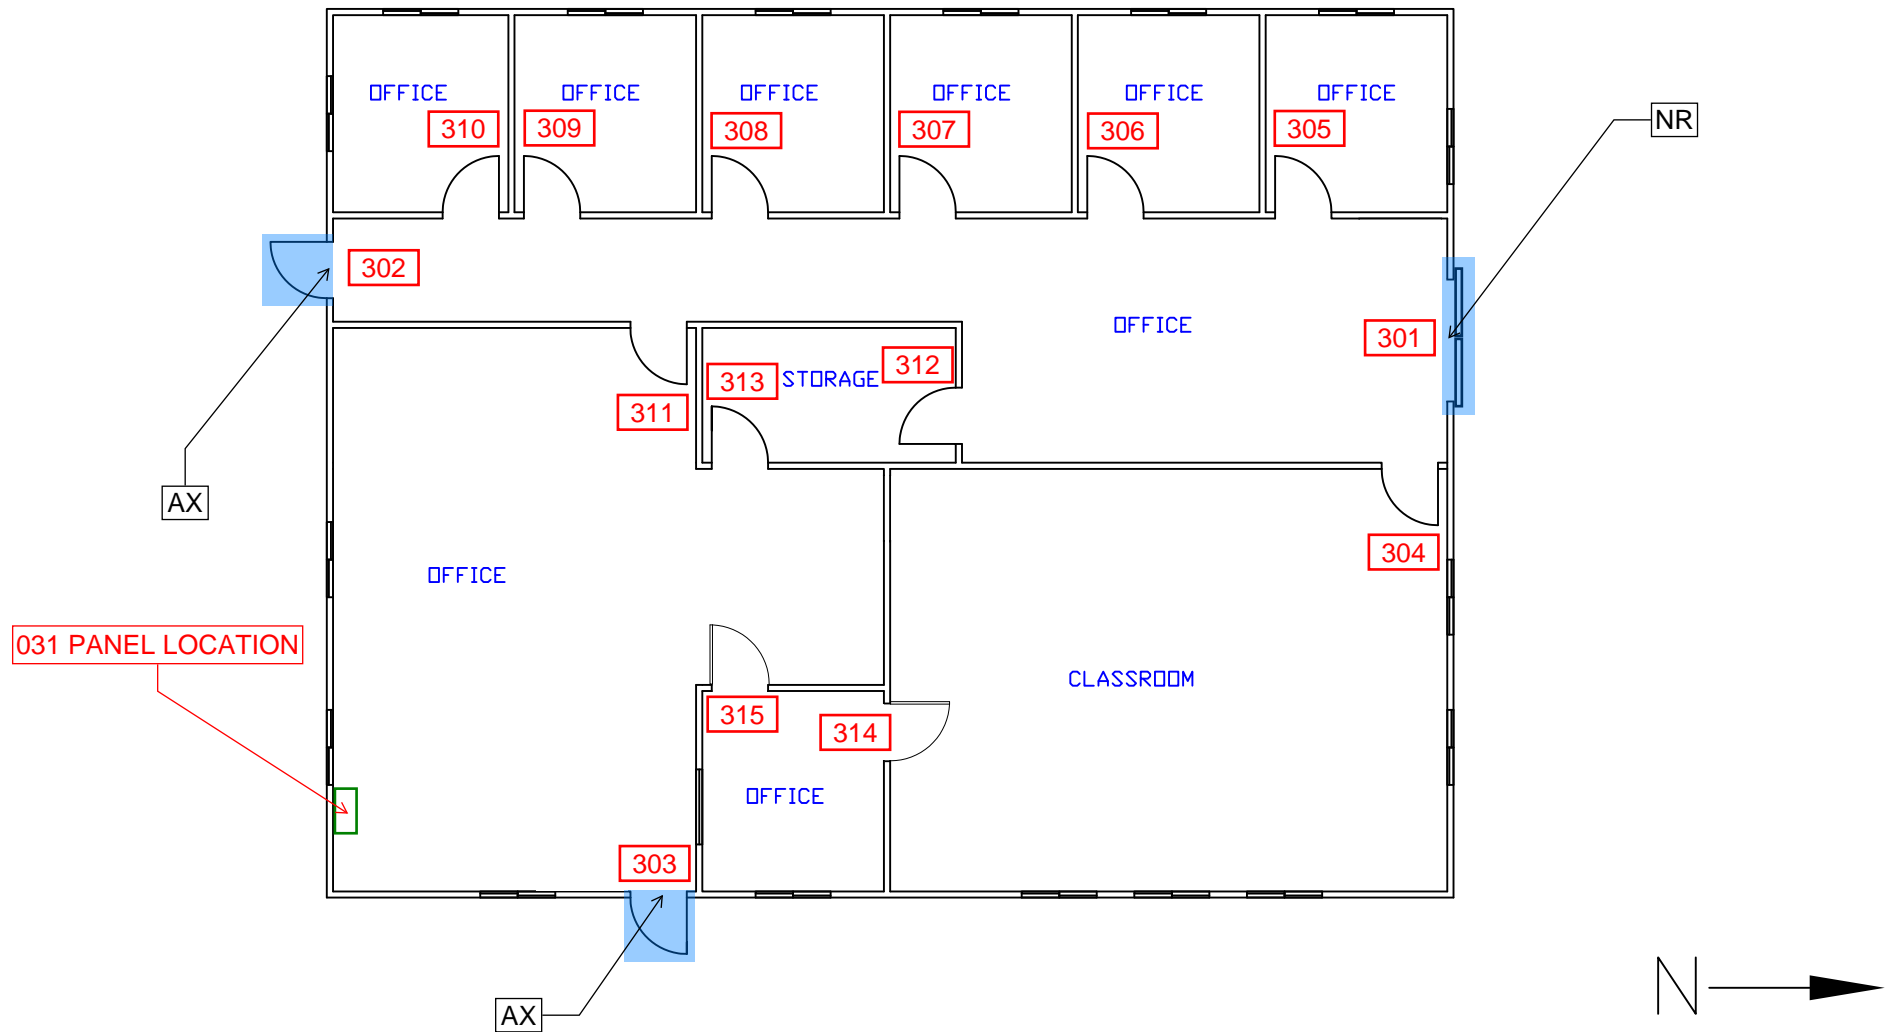 OFFICE OFFICE OFFICE OFFICE OFFICE OFFICE
310 309 308 307 306 305
NR
302
OFFICE
301
312
313 STORAGE
311
AX
304
OFFICE
031 PANEL LOCATION
CLASSROOM
315
314
OFFICE
303
AX
N